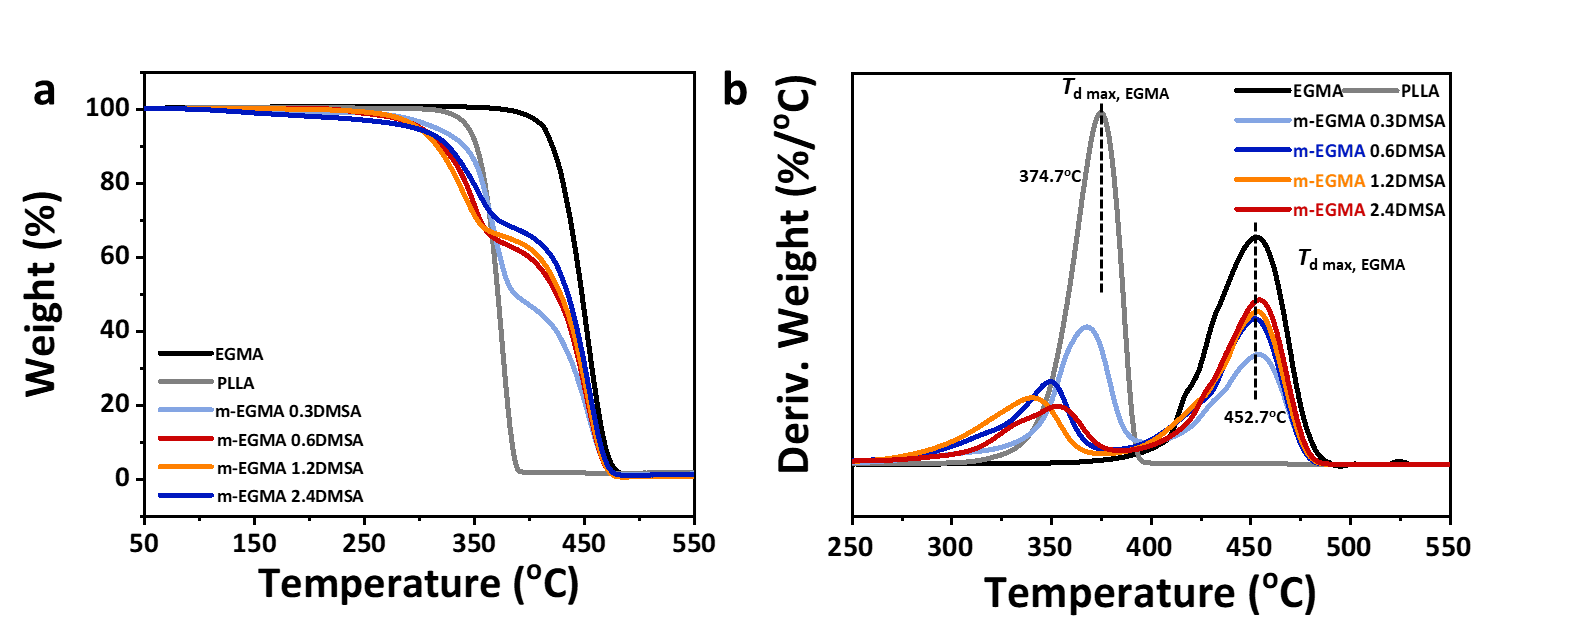 a
Weight (%)
100
80
60
40
20
0
EGMA
PLLA
m-EGMA 0.3DMSA
m-EGMA 0.6DMSA
m-EGMA 1.2DMSA
m-EGMA 2.4DMSA
50 150 250 350 450 550
Temperature (°C)
b
Deriv. Weight (%/°C)
Td max, EGMA
374.7°C
EGMA PLLA
m-EGMA 0.3DMSA
m-EGMA 0.6DMSA
m-EGMA 1.2DMSA
m-EGMA 2.4DMSA
Td max, EGMA
452.7°C
250 300 350 400 450 500 550
Temperature (°C)